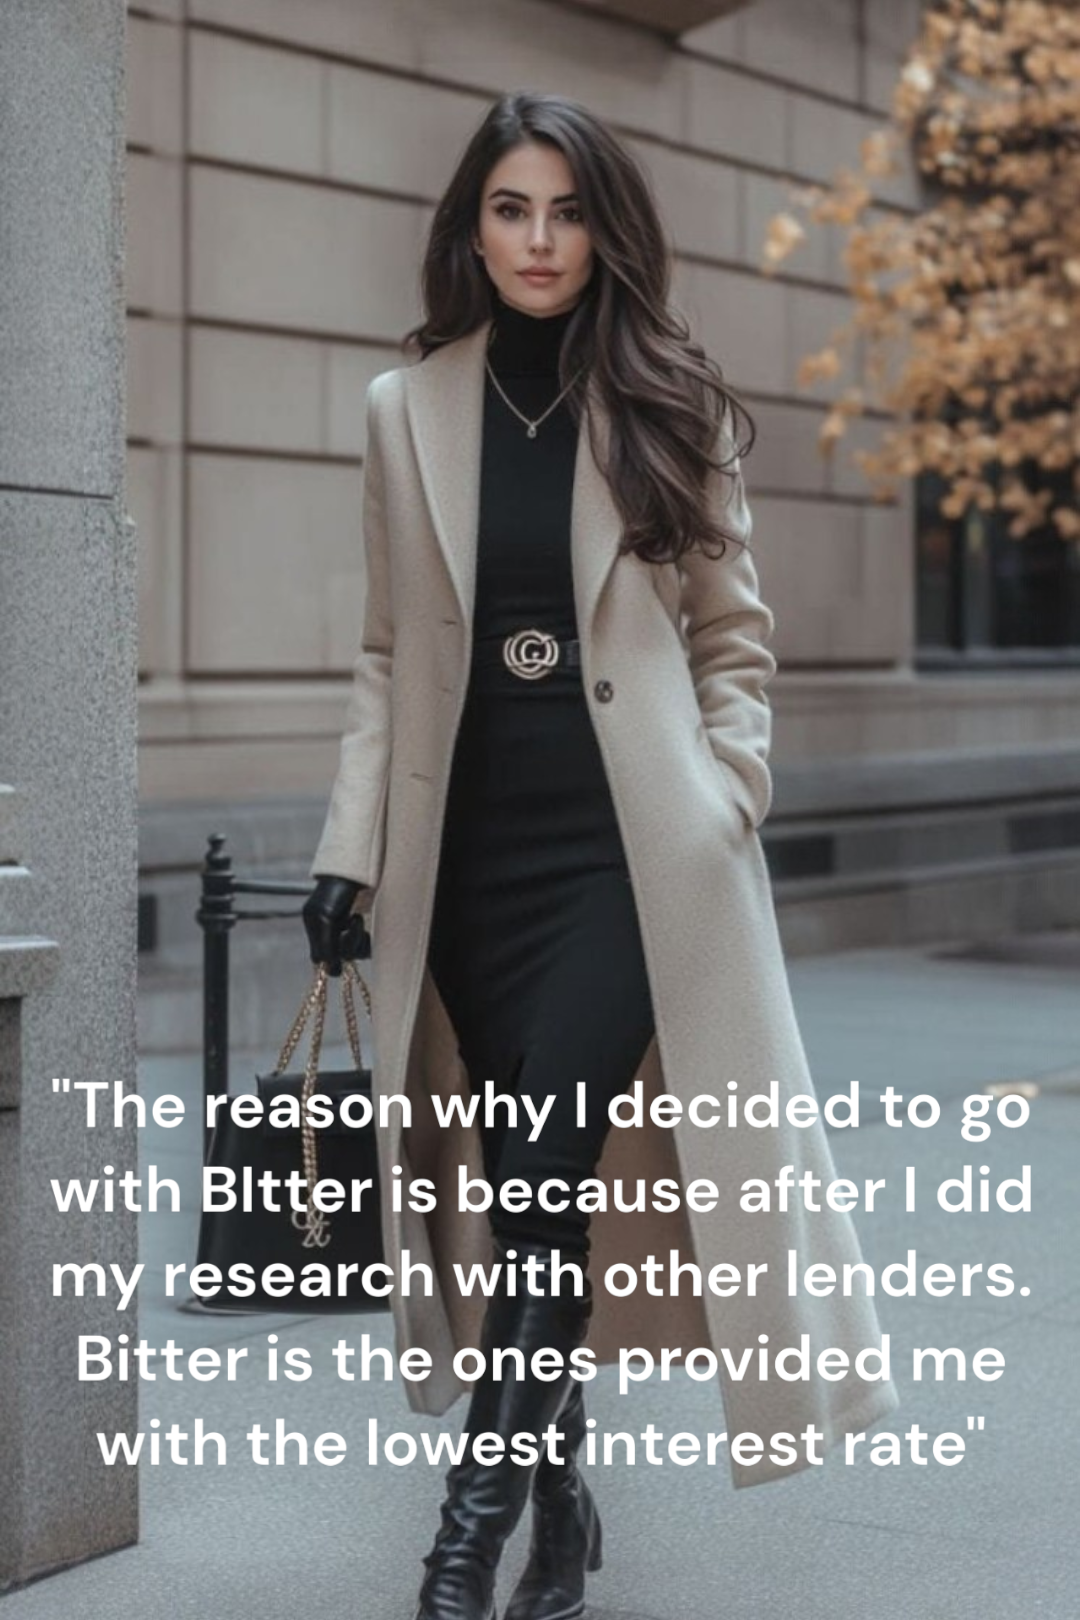 "The reason why I decided to go
with BItter is because after I did
my research with other lenders.
Bitter is the ones provided me
with the lowest interest rate"
G